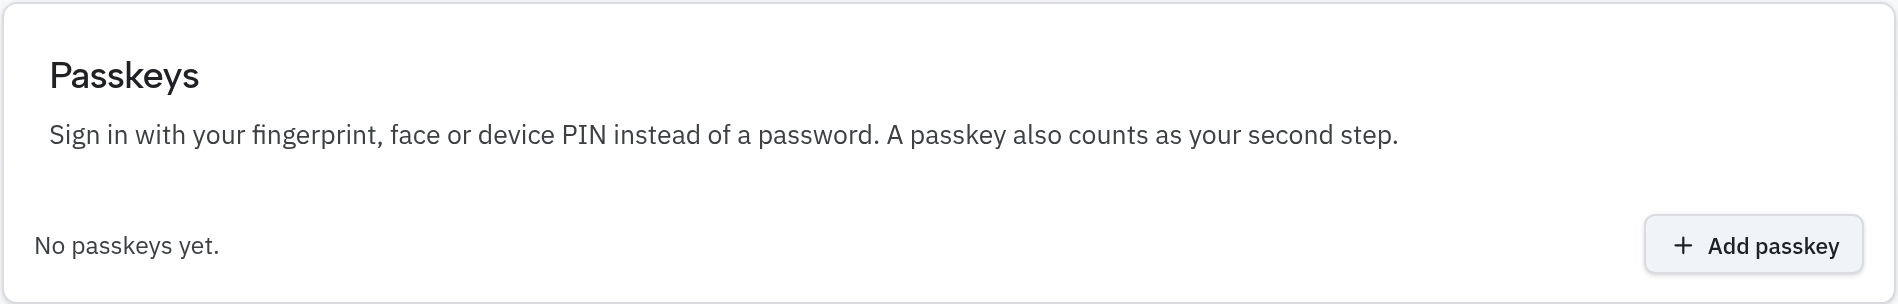 Passkeys
Sign in with your fingerprint, face or device PIN instead of a password. A passkey also counts as your second step.
No passkeys yet.
+ Add passkey